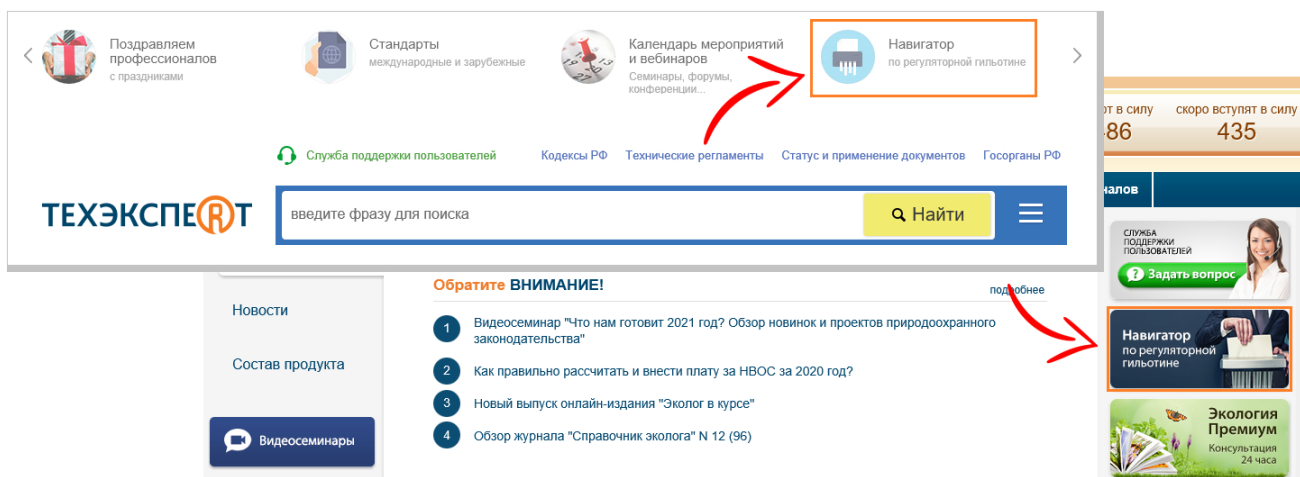 Поздравляем
профессионалов
с праздниками
Стандарты
международные и зарубежные
Календарь мероприятий
и вебинаров
Семинары, форумы,
конференции...
Навигатор
по регуляторной гильотине
Служба поддержки пользователей
Кодексы РФ
Технические регламенты
Статус и применение документов
Госорганы РФ
ТЕХЭКСПЕRТ
введите фразу для поиска
Найти
в силу
скоро вступят в силу
86
435
налов
СЛУЖБА
ПОДДЕРЖКИ
ПОЛЬЗОВАТЕЛЕЙ
? Задать вопрос
Обратите ВНИМАНИЕ!
подробнее
Новости
Состав продукта
Видеосеминары
1 Видеосеминар "Что нам готовит 2021 год? Обзор новинок и проектов природоохранного
законодательства"
2 Как правильно рассчитать и внести плату за НВОС за 2020 год?
3 Новый выпуск онлайн-издания "Эколог в курсе"
4 Обзор журнала "Справочник эколога" N 12 (96)
Навигатор
по регуляторной
гильотине
Экология
Премиум
Консультация
24 часа